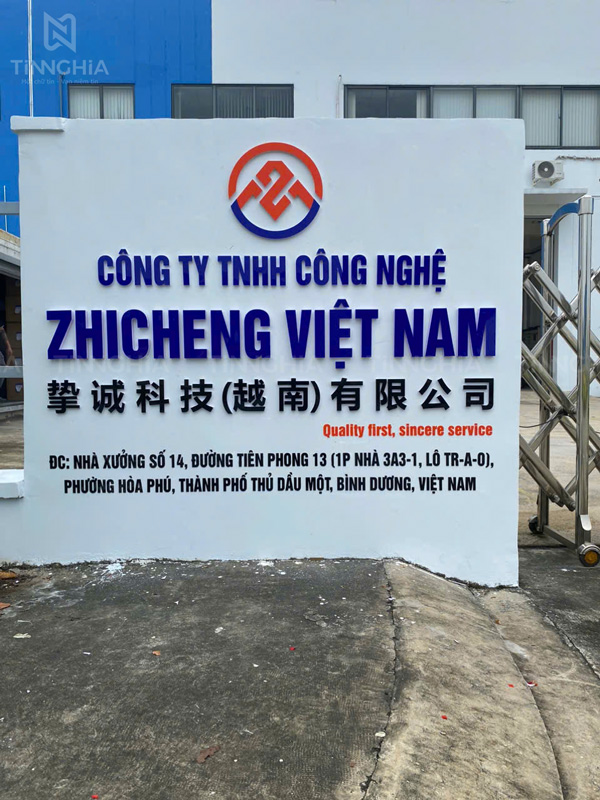 TiNNGHiA
CÔNG TY TNHH CÔNG NGHỆ
ZHICHENG VIỆT NAM
挚诚科技(越南)有限公司
Quality first, sincere service
ĐC: NHÀ XƯỞNG SỐ 14, ĐƯỜNG TIÊN PHONG 13 (1P NHÀ 3A3-1, LÔ TR-A-O),
PHƯỜNG HÒA PHÚ, THÀNH PHỐ THỦ DẦU MỘT, BÌNH DƯƠNG, VIỆT NAM